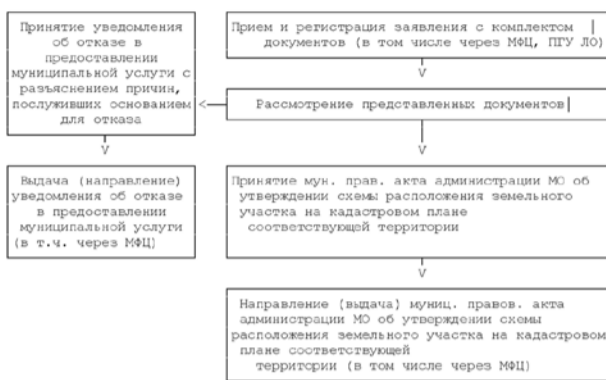 Принятие уведомления
об отказе в
предоставлении
муниципальной услуги с
разъяснением причин,
послуживших основанием
для отказа
V
Выдача (направление)
уведомления об отказе
в предоставлении
муниципальной услуги
(в т.ч. через МФЦ)
Прием и регистрация заявления с комплектом
документов (в том числе через МФЦ, ПГУ ЛО)
V
Рассмотрение представленных документов
<
V
Принятие мун. прав. акта администрации МО об
утверждении схемы расположения земельного
участка на кадастровом плане
соответствующей территории
V
Направление (выдача) муниц. правов. акта
администрации МО об утверждении схемы
расположения земельного участка на кадастровом
плане соответствующей
территории (в том числе через МФЦ)